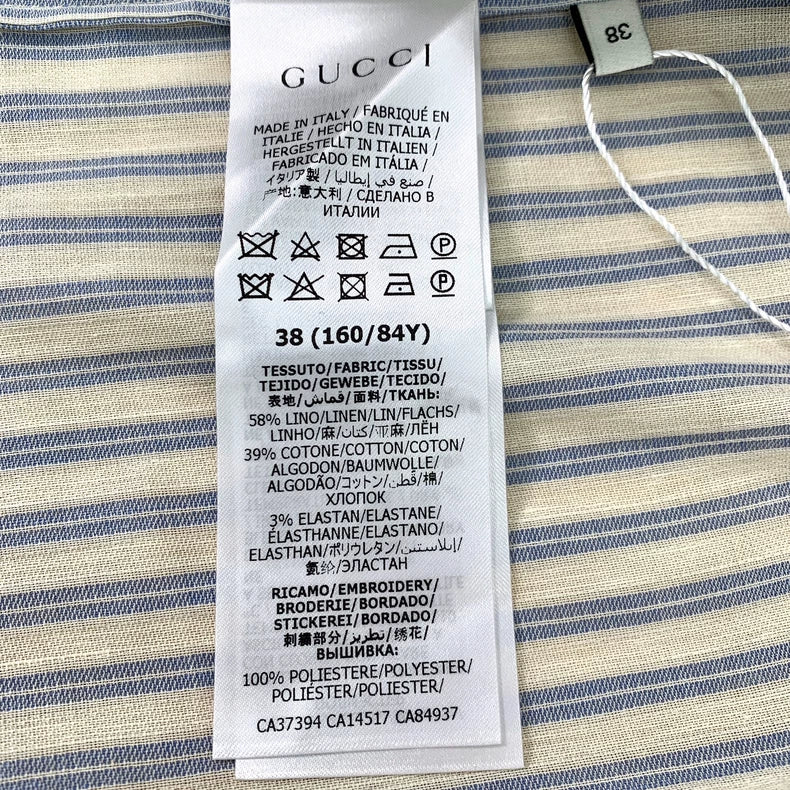 38
GUCCI
MADE IN ITALY / FABRIQUÉ EN
ITALIE / HECHO EN ITALIA /
HERGESTELLT IN ITALIEN /
FABRICADO EM ITÁLIA /
イタリア製 / صنع في إيطاليا /
产地:意大利 / СДЕЛАНО В
ИТАЛИИ
P
P
38 (160/84Y)
TESSUTO/FABRIC/TISSU/
TEJIDO/GEWEBE/TECIDO/
表地/قماش/面料/ТКАНЬ:
58% LINO/LINEN/LIN/FLACHS/
LINHO/麻/كتان/亚麻/ЛЁН
39% COTONE/COTTON/COTON/
ALGODON/BAUMWOLLE/
ALGODÃO/コットン/قطن/棉/
ХЛОПОК
3% ELASTAN/ELASTANE/
ÉLASTHANNE/ELASTANO/
ELASTHAN/ポリウレタン/إيلاستين/
氨纶/ЭЛАСТАН
RICAMO/EMBROIDERY/
BRODERIE/BORDADO/
STICKEREI/BORDADO/
刺繍部分/تطريز/绣花/
ВЫШИВКА:
100% POLIESTERE/POLYESTER/
POLIÉSTER/POLIESTER/
CA37394 CA14517 CA84937